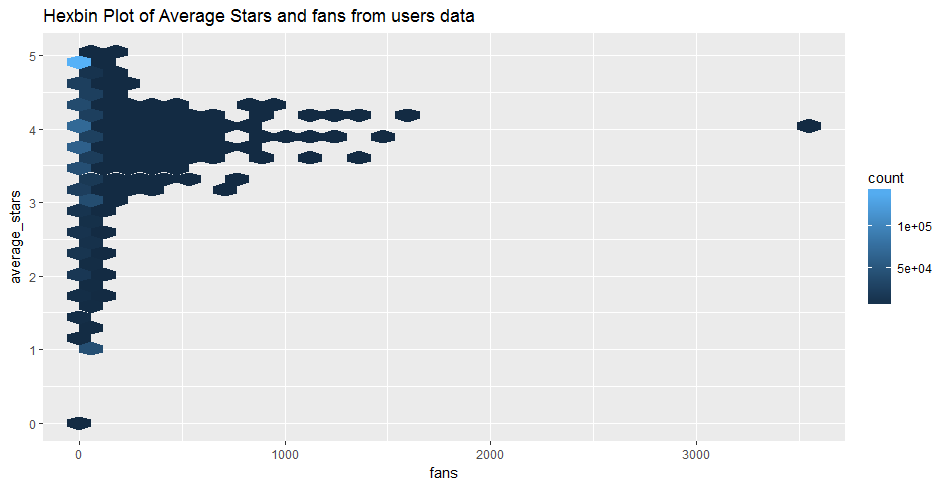 Hexbin Plot of Average Stars and fans from users data
5
4
3
2
1
0
average_stars
0
1000
2000
3000
fans
count
1e+05
5e+04